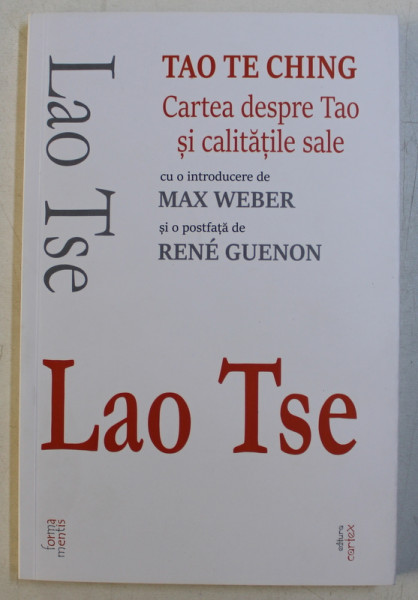 Lao Tse
TAO TE CHING
Cartea despre Tao
și calitățile sale
cu o introducere de
MAX WEBER
și o postfață de
RENÉ GUENON
Lao Tse
forma
mentis
editura
cartex